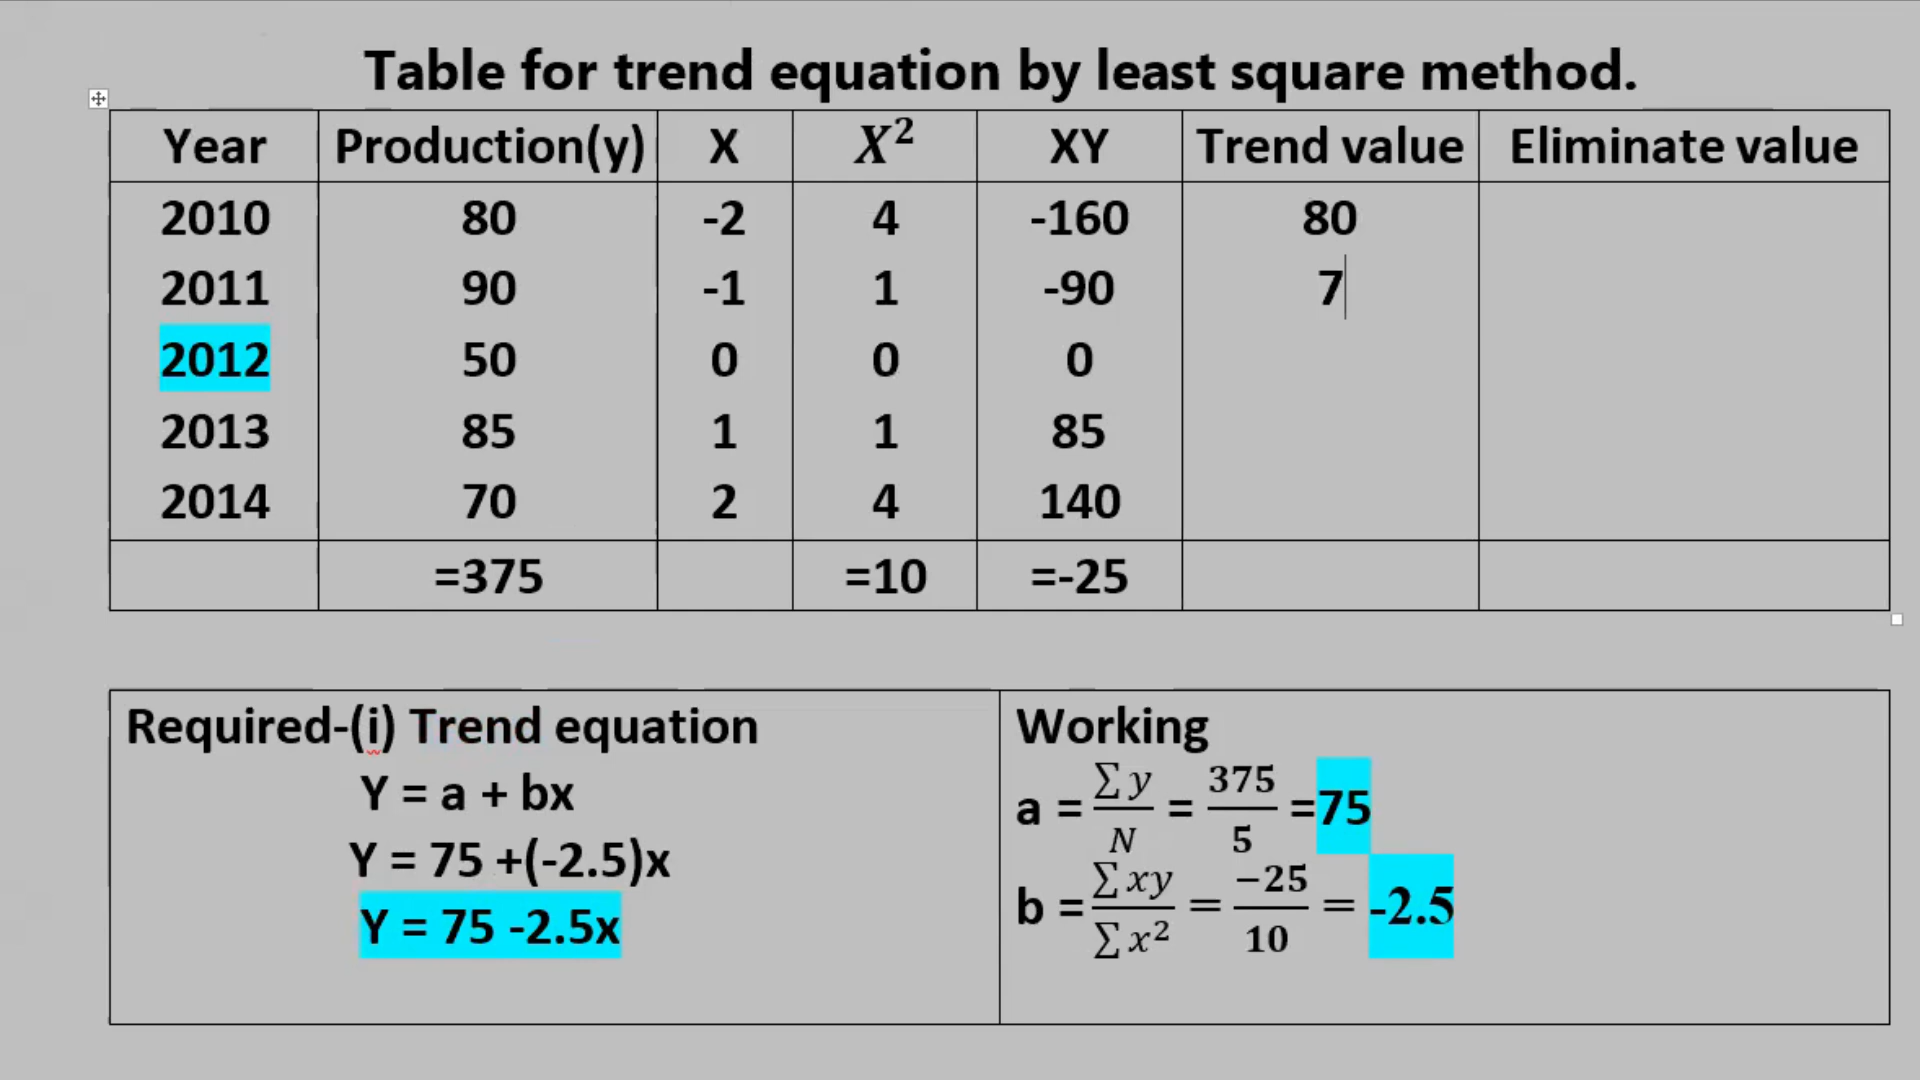 Table for trend equation by least square method.
Year Production(y) X X² XY Trend value Eliminate value
2010 80 -2 4 -160 80
2011 90 -1 1 -90 7
2012 50 0 0 0
2013 85 1 1 85
2014 70 2 4 140
=375 =10 =-25
Required-(i) Trend equation
Y = a + bx
Y = 75 +(-2.5)x
Y = 75 -2.5x
Working
a = ∑y/N = 375/5 =75
b = ∑xy/∑x² = −25/10 = -2.5